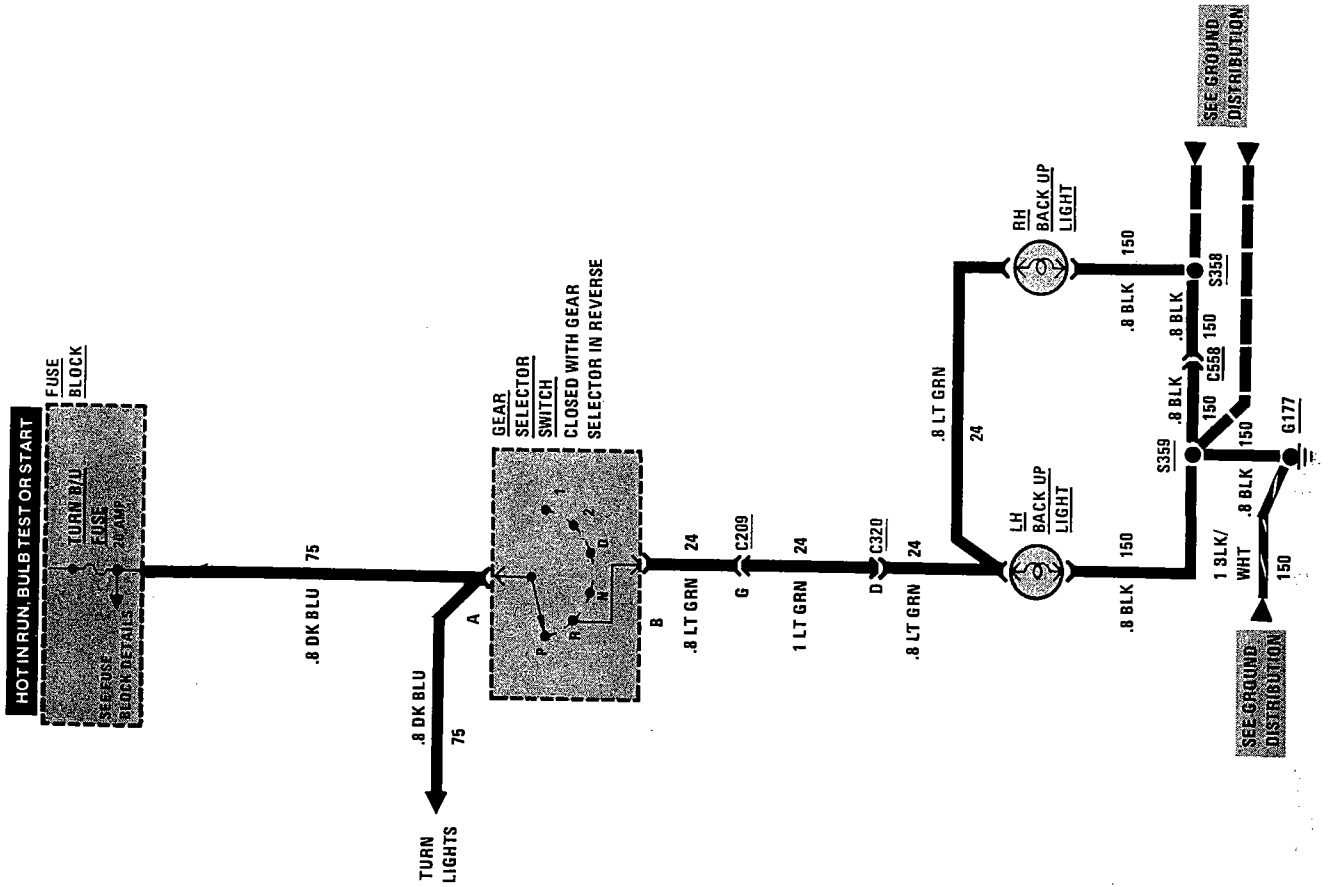 HOT IN RUN, BULB TEST OR START
FUSE
BLOCK
TURN B/U
FUSE
20 AMP
SEE FUSE
BLOCK DETAILS
.8 DK BLU
75
.8 DK BLU
75
TURN
LIGHTS
A
GEAR
SELECTOR
SWITCH
CLOSED WITH GEAR
SELECTOR IN REVERSE
P
R
N
D
2
1
B
.8 LT GRN
24
G
C209
1 LT GRN
24
D
C320
.8 LT GRN
24
.8 LT GRN
24
LH
BACK UP
LIGHT
RH
BACK UP
LIGHT
.8 BLK
150
.8 BLK
150
S359
.8 BLK
150
C558
.8 BLK
150
S358
150
.8 BLK
G177
1 BLK/
WHT
150
SEE GROUND
DISTRIBUTION
SEE GROUND
DISTRIBUTION